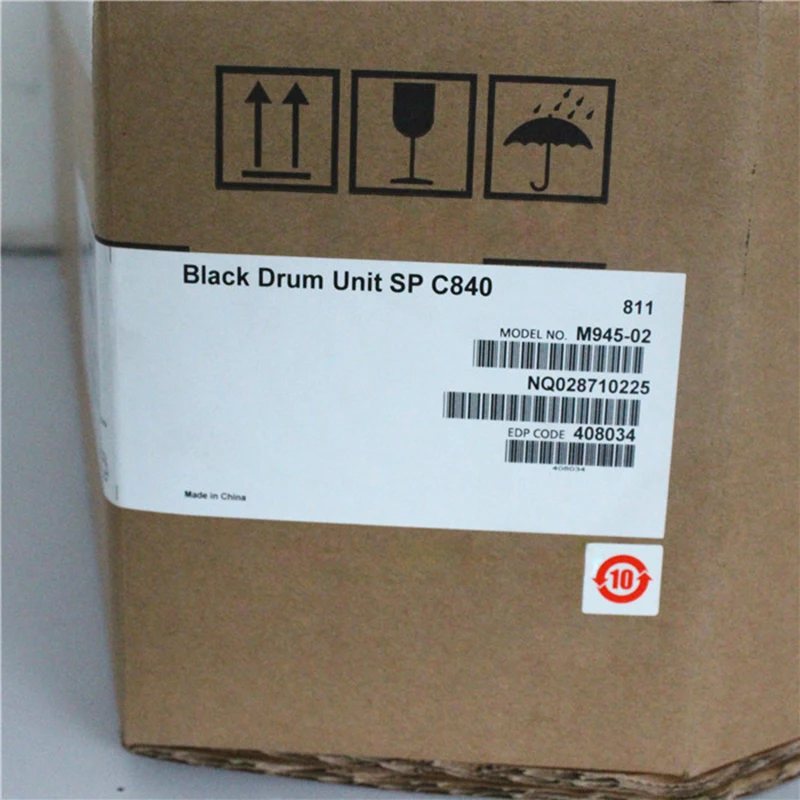 Black Drum Unit SP C840
811
MODEL NO. M945-02
NQ028710225
EDP CODE 408034
408034
Made in China
10